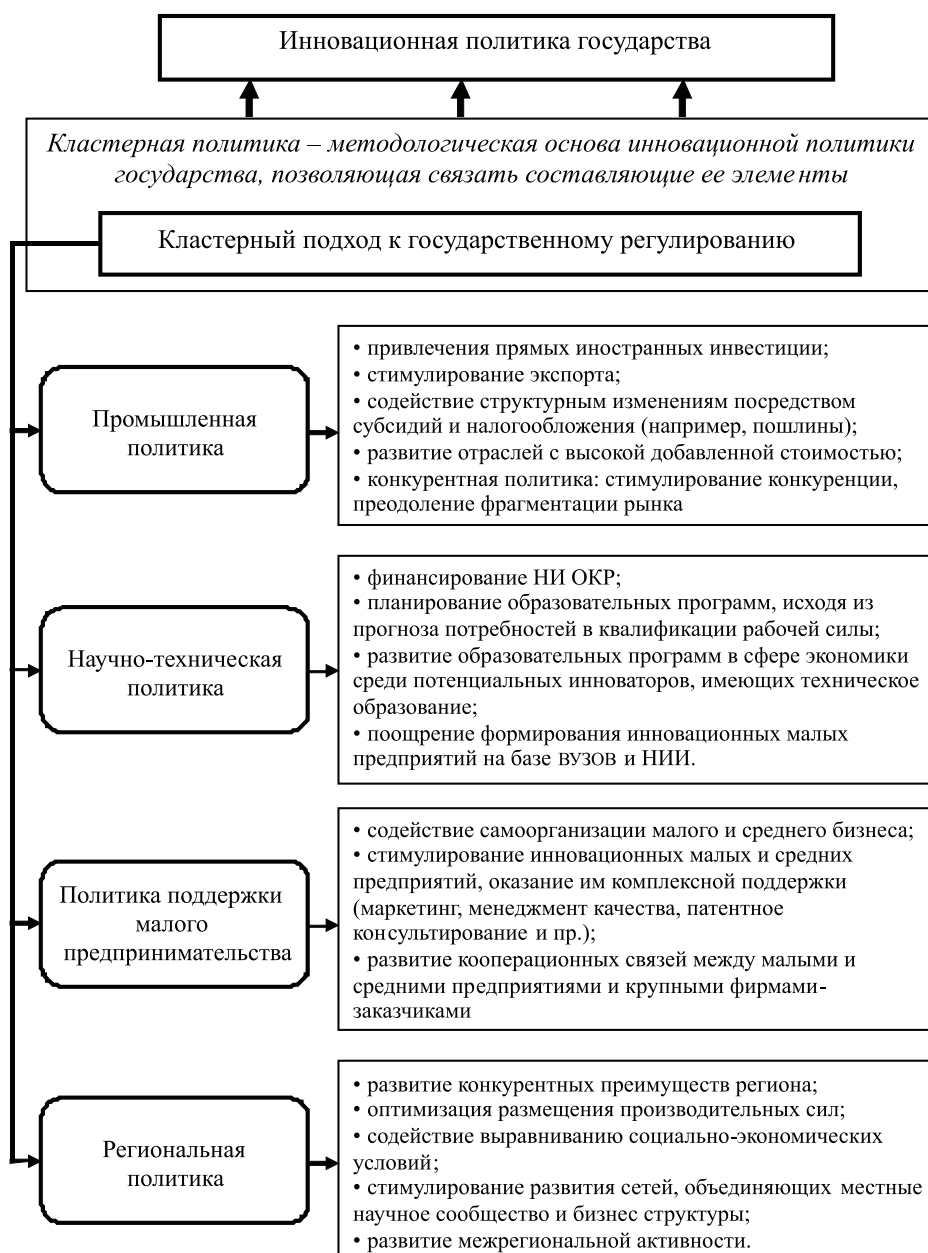 Инновационная политика государства
Кластерная политика – методологическая основа инновационной политики
государства, позволяющая связать составляющие ее элементы
Кластерный подход к государственному регулированию
Промышленная
политика
• привлечения прямых иностранных инвестиции;
• стимулирование экспорта;
• содействие структурным изменениям посредством
субсидий и налогообложения (например, пошлины);
• развитие отраслей с высокой добавленной стоимостью;
• конкурентная политика: стимулирование конкуренции,
преодоление фрагментации рынка
Научно-техническая
политика
• финансирование НИ ОКР;
• планирование образовательных программ, исходя из
прогноза потребностей в квалификации рабочей силы;
• развитие образовательных программ в сфере экономики
среди потенциальных инноваторов, имеющих техническое
образование;
• поощрение формирования инновационных малых
предприятий на базе ВУЗОВ и НИИ.
Политика поддержки
малого
предпринимательства
• содействие самоорганизации малого и среднего бизнеса;
• стимулирование инновационных малых и средних
предприятий, оказание им комплексной поддержки
(маркетинг, менеджмент качества, патентное
консультирование и пр.);
• развитие кооперационных связей между малыми и
средними предприятиями и крупными фирмами-
заказчиками
Региональная
политика
• развитие конкурентных преимуществ региона;
• оптимизация размещения производительных сил;
• содействие выравниванию социально-экономических
условий;
• стимулирование развития сетей, объединяющих местные
научное сообщество и бизнес структуры;
• развитие межрегиональной активности.